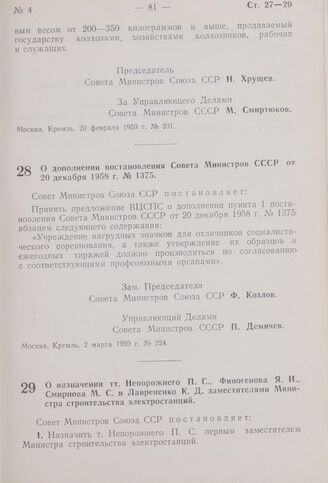 № 4 — 81 — Ст. 27—29
вым весом от 200—350 килограммов и выше, продаваемый
государству колхозами, хозяйствами колхозников, рабочих
и служащих.
Председатель
Совета Министров Союза ССР Н. Хрущев.
За Управляющего Делами
Совета Министров СССР М. Смиртюков.
Москва, Кремль. 20 февраля 1959 г. № 201.
28 О дополнении постановления Совета Министров СССР от
20 декабря 1958 г. № 1375.
Совет Министров Союза ССР постановляет:
Принять предложение ВЦСПС о дополнении пункта 1 поста-
новления Совета Министров СССР от 20 декабря 1958 г. № 1375
абзацем следующего содержания:
«Учреждение нагрудных значков для отличников социалисти-
ческого соревнования, а также утверждение их образцов и
ежегодных тиражей должно производиться по согласованию
с соответствующими профсоюзными органами».
Зам. Председателя
Совета Министров Союза ССР Ф. Козлов.
Управляющий Делами
Совета Министров СССР П. Демичев.
Москва, Кремль. 2 марта 1959 г. № 224.
29 О назначении тт. Непорожнего П. С., Финогенова Я. И.,
Смирнова М. С. и Лаврененко К. Д. заместителями Мини-
стра строительства электростанций.
Совет Министров Союза ССР постановляет:
1. Назначить т. Непорожнего П. С. первым заместителем
Министра строительства электростанций.